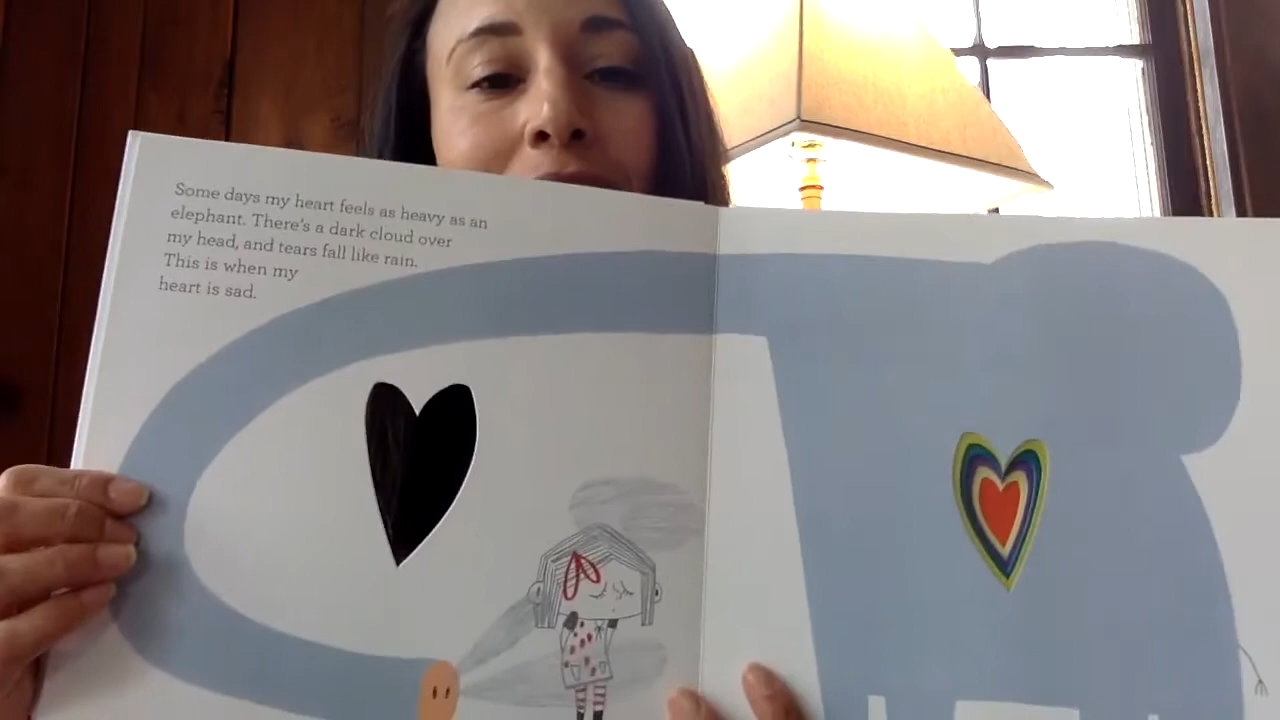 Some days my heart feels as heavy as an
elephant. There's a dark cloud over
my head, and tears fall like rain.
This is when my
heart is sad.